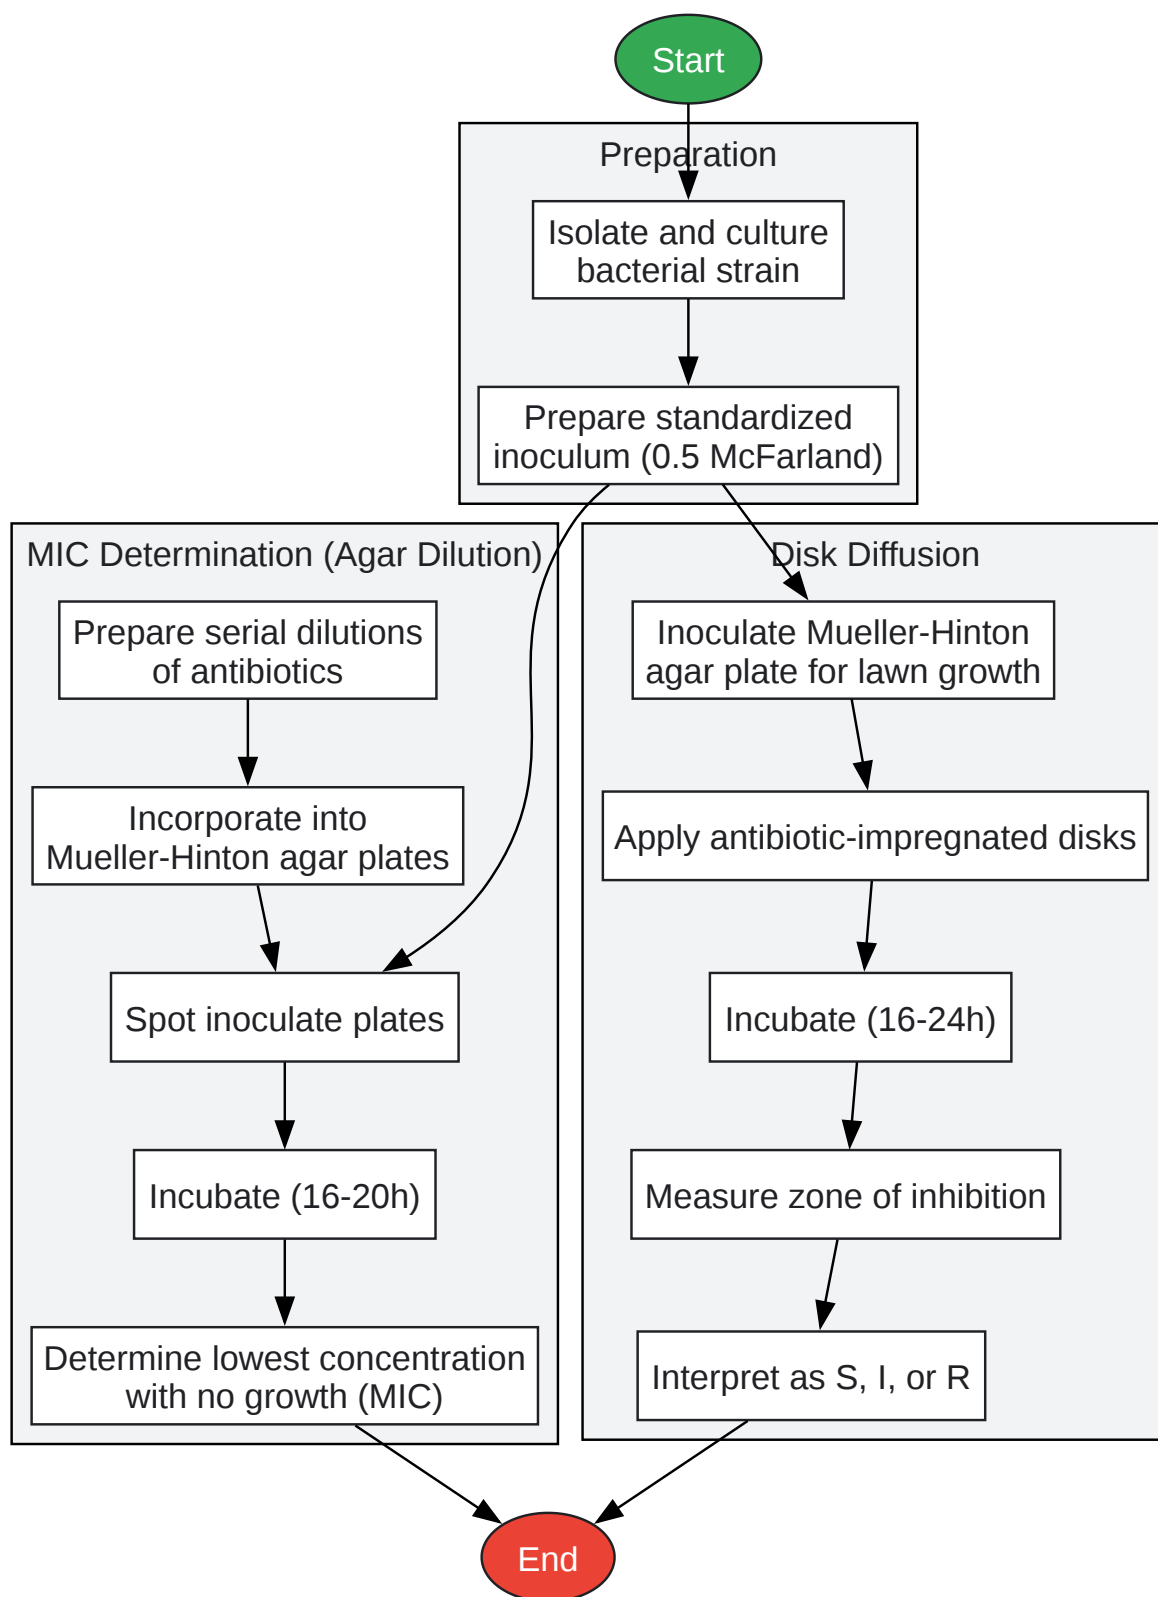 Start
Preparation
Isolate and culture
bacterial strain
Prepare standardized
inoculum (0.5 McFarland)
MIC Determination (Agar Dilution)
Prepare serial dilutions
of antibiotics
Incorporate into
Mueller-Hinton agar plates
Spot inoculate plates
Incubate (16-20h)
Determine lowest concentration
with no growth (MIC)
Disk Diffusion
Inoculate Mueller-Hinton
agar plate for lawn growth
Apply antibiotic-impregnated disks
Incubate (16-24h)
Measure zone of inhibition
Interpret as S, I, or R
End